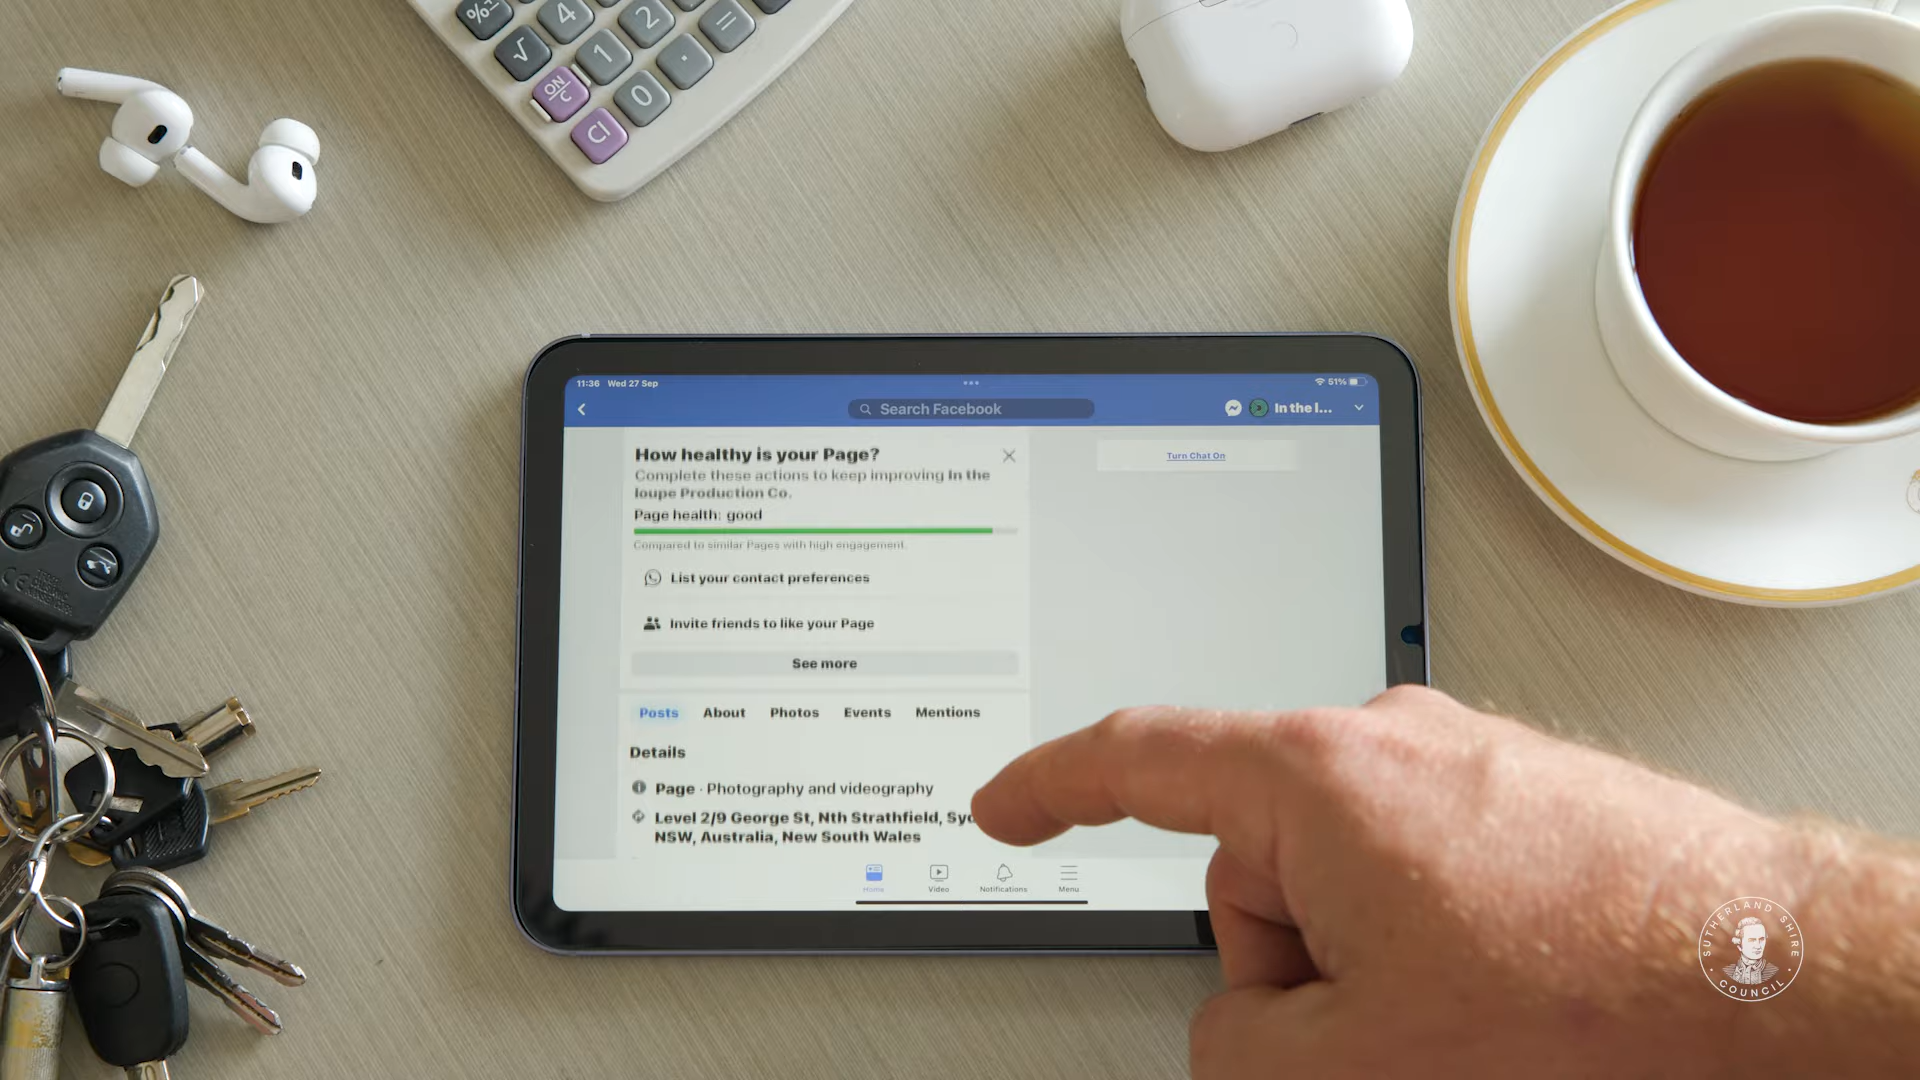 %
4
2
=
√
1
.
ON/C
0
CI
11:36 Wed 27 Sep
51%
Search Facebook
In the l...
How healthy is your Page?
Complete these actions to keep improving In the
loupe Production Co.
Page health: good
Compared to similar Pages with high engagement.
List your contact preferences
Invite friends to like your Page
See more
Turn Chat On
Posts About Photos Events Mentions
Details
Page · Photography and videography
Level 2/9 George St, Nth Strathfield, Syd
NSW, Australia, New South Wales
Home Video Notifications Menu
SUTHERLAND SHIRE
COUNCIL